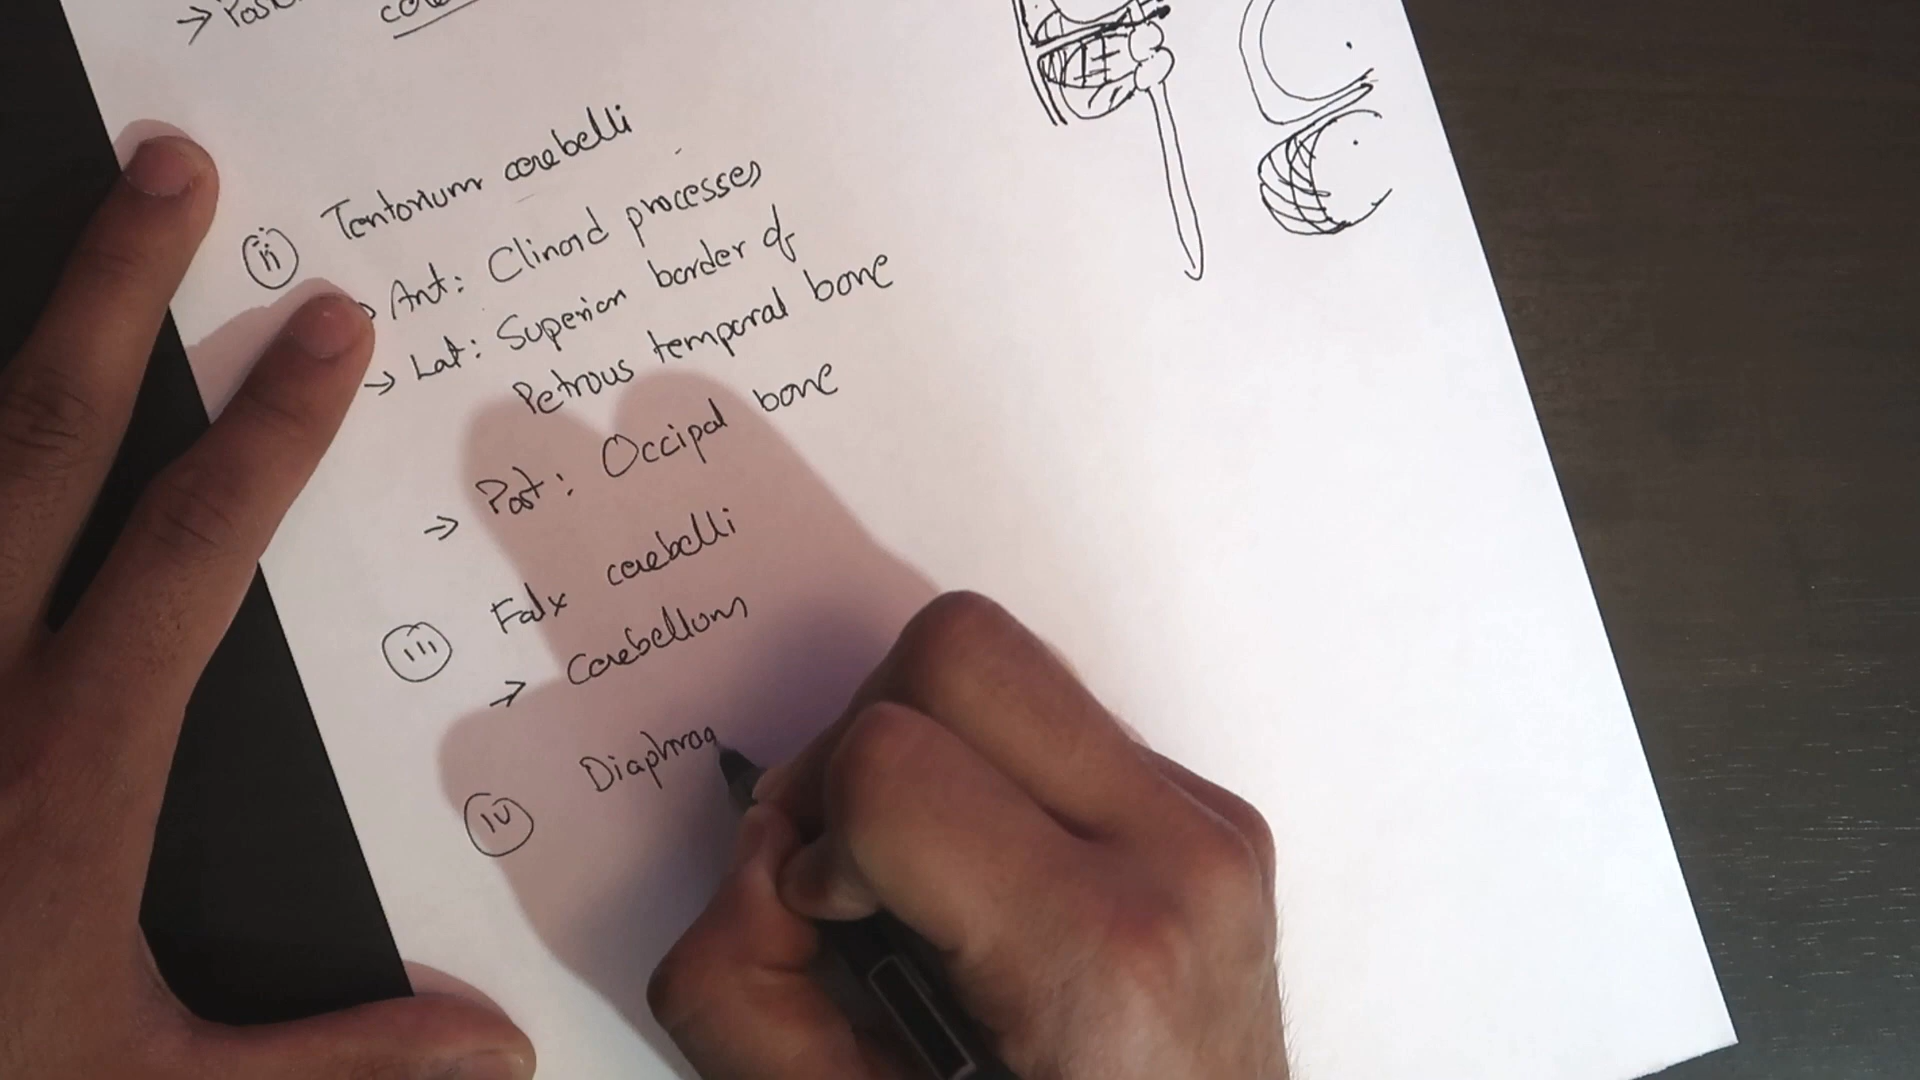 (ii) Tentorium cerebelli
Ant: Clinoid processes
→ Lat: Superior border of
Petrous temporal bone
→ Post: Occipal bone
(iii) Falx cerebelli
→ Cerebellum
(iv) Diaphrag